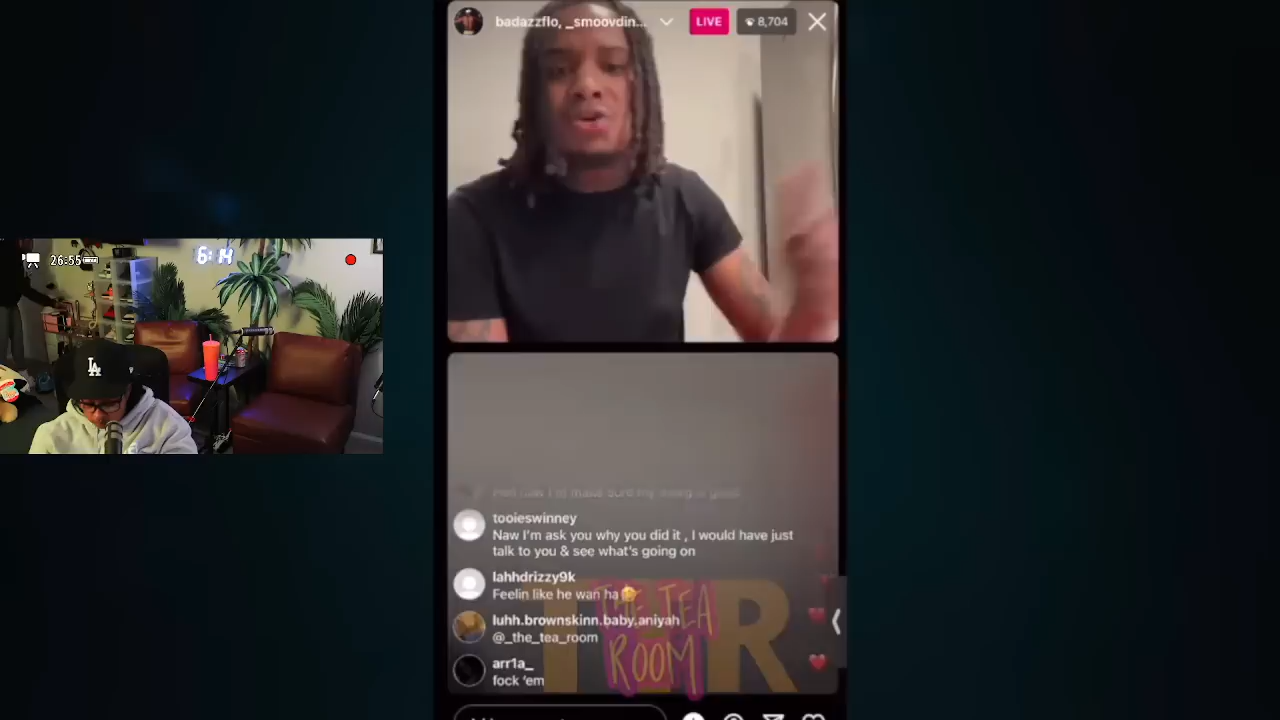 badazzflo, _smoovdin...
LIVE
8,704
26:55
6:14
LA
tooieswinney
Naw I'm ask you why you did it , I would have just
talk to you & see what's going on
lahhdrizzy9k
Feelin like he wan ha
luhh.brownskinn.baby.aniyah
@_the_tea_room
arr1a_
fock 'em
THE TEA
ROOM